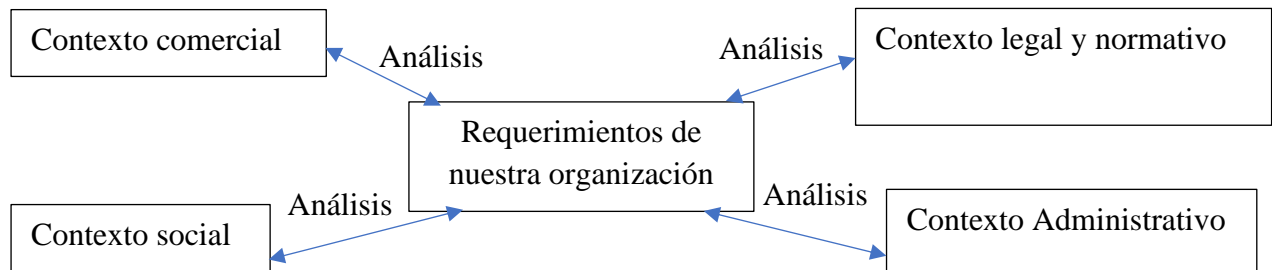 Contexto comercial
Análisis
Análisis
Contexto legal y normativo
Requerimientos de
nuestra organización
Contexto social
Análisis
Análisis
Contexto Administrativo